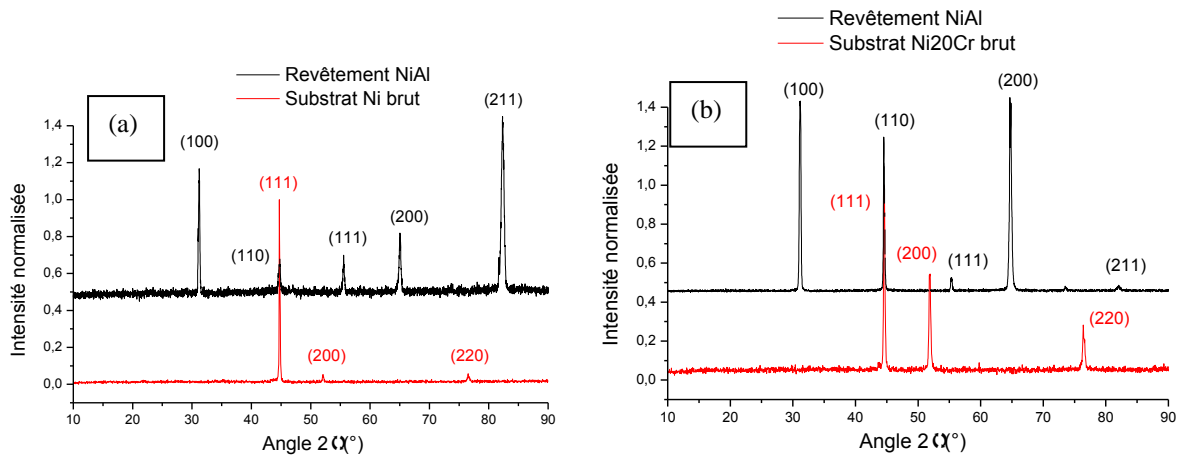 Revêtement NiAl
Substrat Ni brut
(a)
(100)
(111)
(110)
(111)
(200)
(211)
(200)
(220)
1,4
1,2
1,0
0,8
0,6
0,4
0,2
0,0
Intensité normalisée
10 20 30 40 50 60 70 80 90
Angle 2 (°)
Revêtement NiAl
Substrat Ni20Cr brut
(b)
(100)
(110)
(200)
(111)
(200)
(111)
(211)
(220)
1,4
1,2
1,0
0,8
0,6
0,4
0,2
0,0
Intensité normalisée
10 20 30 40 50 60 70 80 90
Angle 2 (°)